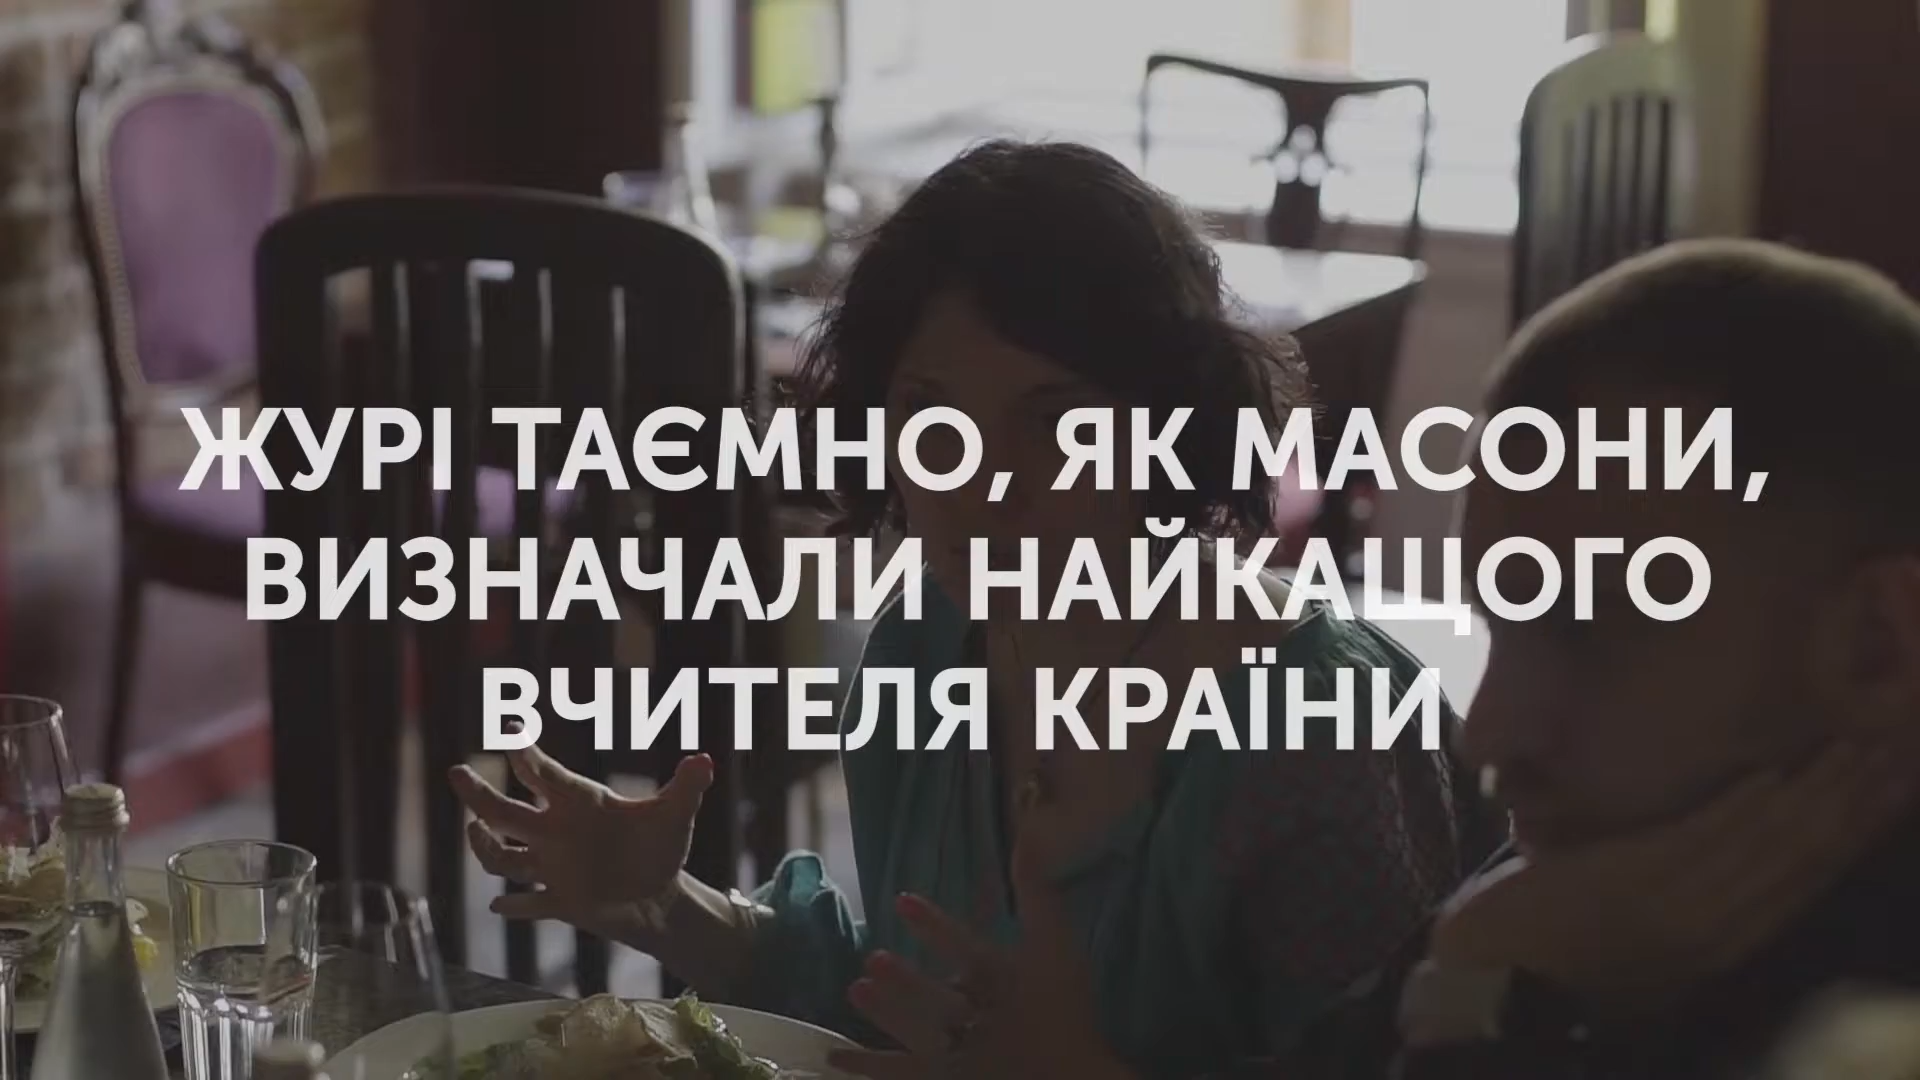 ЖУРІ ТАЄМНО, ЯК МАСОНИ,
ВИЗНАЧАЛИ НАЙКАЩОГО
ВЧИТЕЛЯ КРАЇНИ